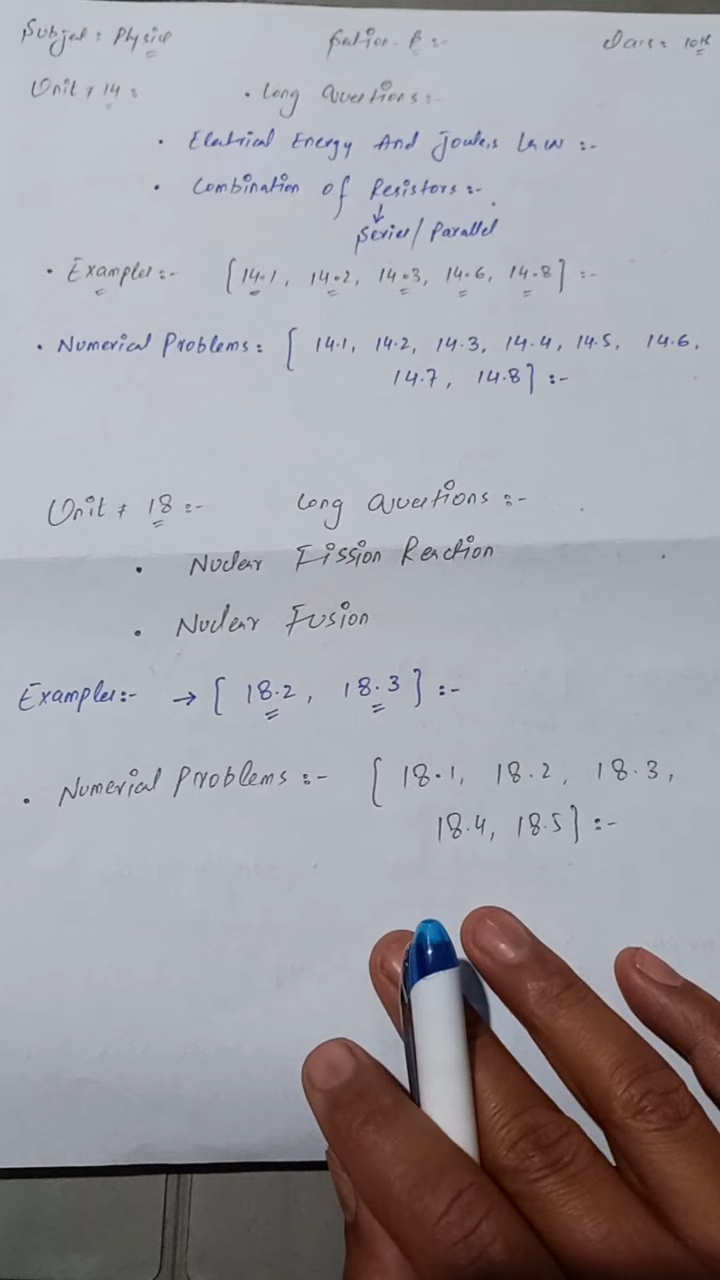 Subject : Physics Section - B :- Class = 10th
Unit # 14 :
• Long Questions :-
• Electrical Energy And Joule's Law :-
• Combination of Resistors :-
↓
Series/Parallel
• Examples :- [14.1, 14.2, 14.3, 14.6, 14.8] :-
• Numerical Problems : [14.1, 14.2, 14.3, 14.4, 14.5, 14.6,
14.7, 14.8] :-
Unit # 18 :- Long Questions :-
• Nuclear Fission Reaction
• Nuclear Fusion
Examples :- → [18.2, 18.3] :-
• Numerical Problems :- [18.1, 18.2, 18.3,
18.4, 18.5] :-